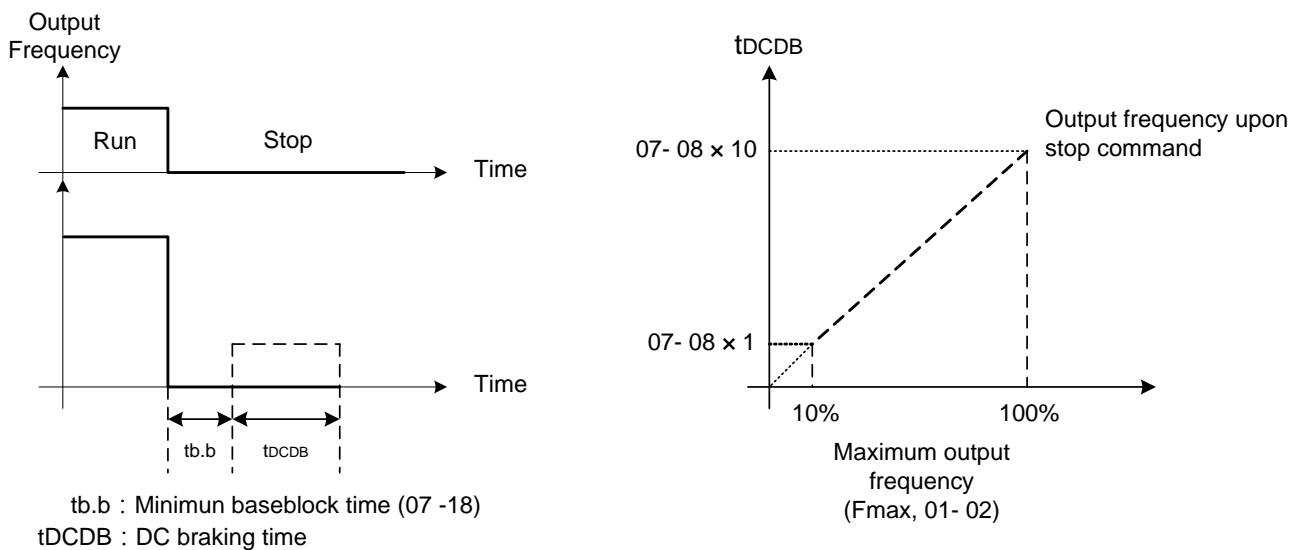 Output
Frequency
Run
Stop
Time
Time
tb.b
tDCDB
tb.b : Minimun baseblock time (07 -18)
tDCDB : DC braking time
tDCDB
07- 08 × 10
07- 08 × 1
Output frequency upon
stop command
10%
100%
Maximum output
frequency
(Fmax, 01- 02)